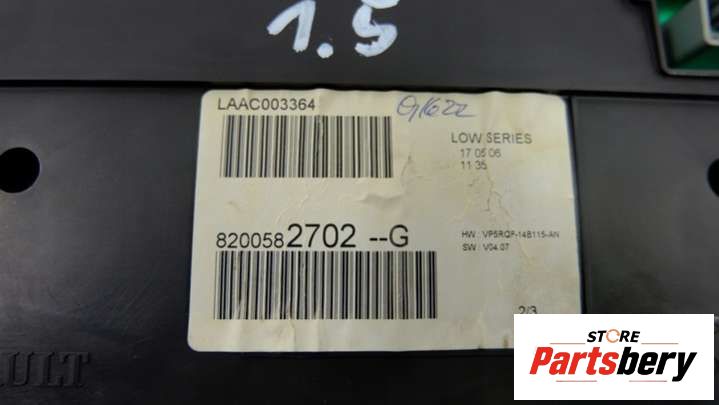 1.5
LAAC003364
LOW SERIES
17 05 06
11 35
8200582702 --G
HW : VP5RQF-14B115-AN
SW : V04.07
2/3
ULT
STORE
Partsbery